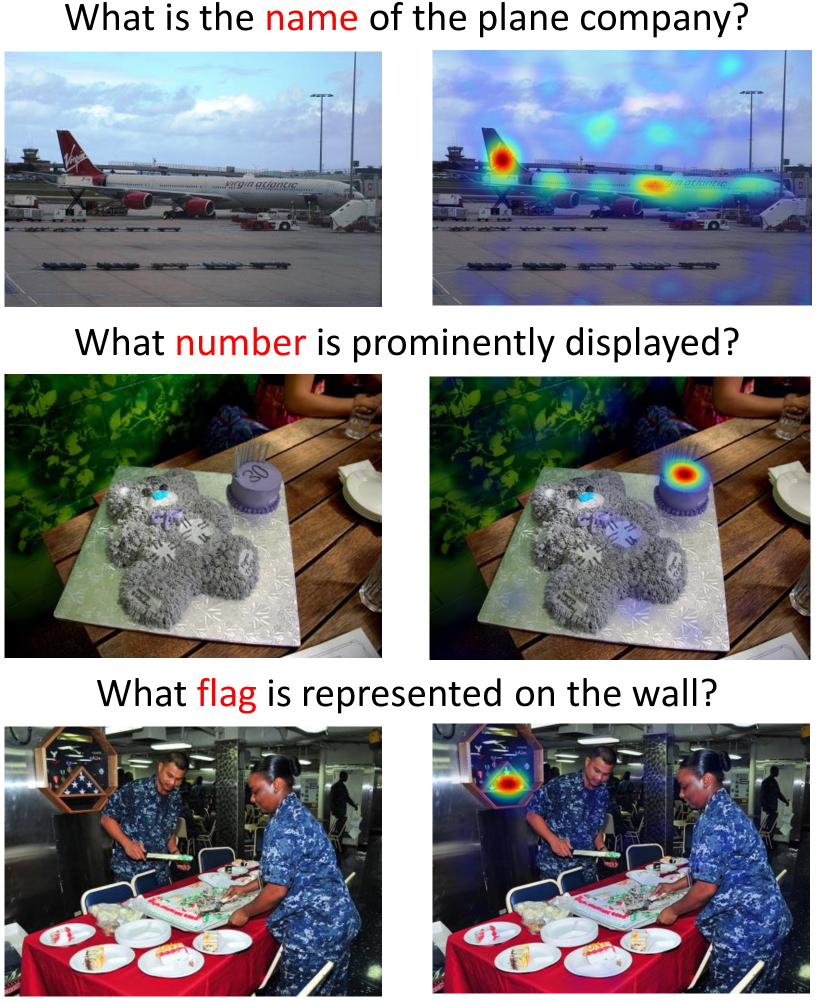 What is the name of the plane company?
Virgin
virgin atlantic
What number is prominently displayed?
30
What flag is represented on the wall?